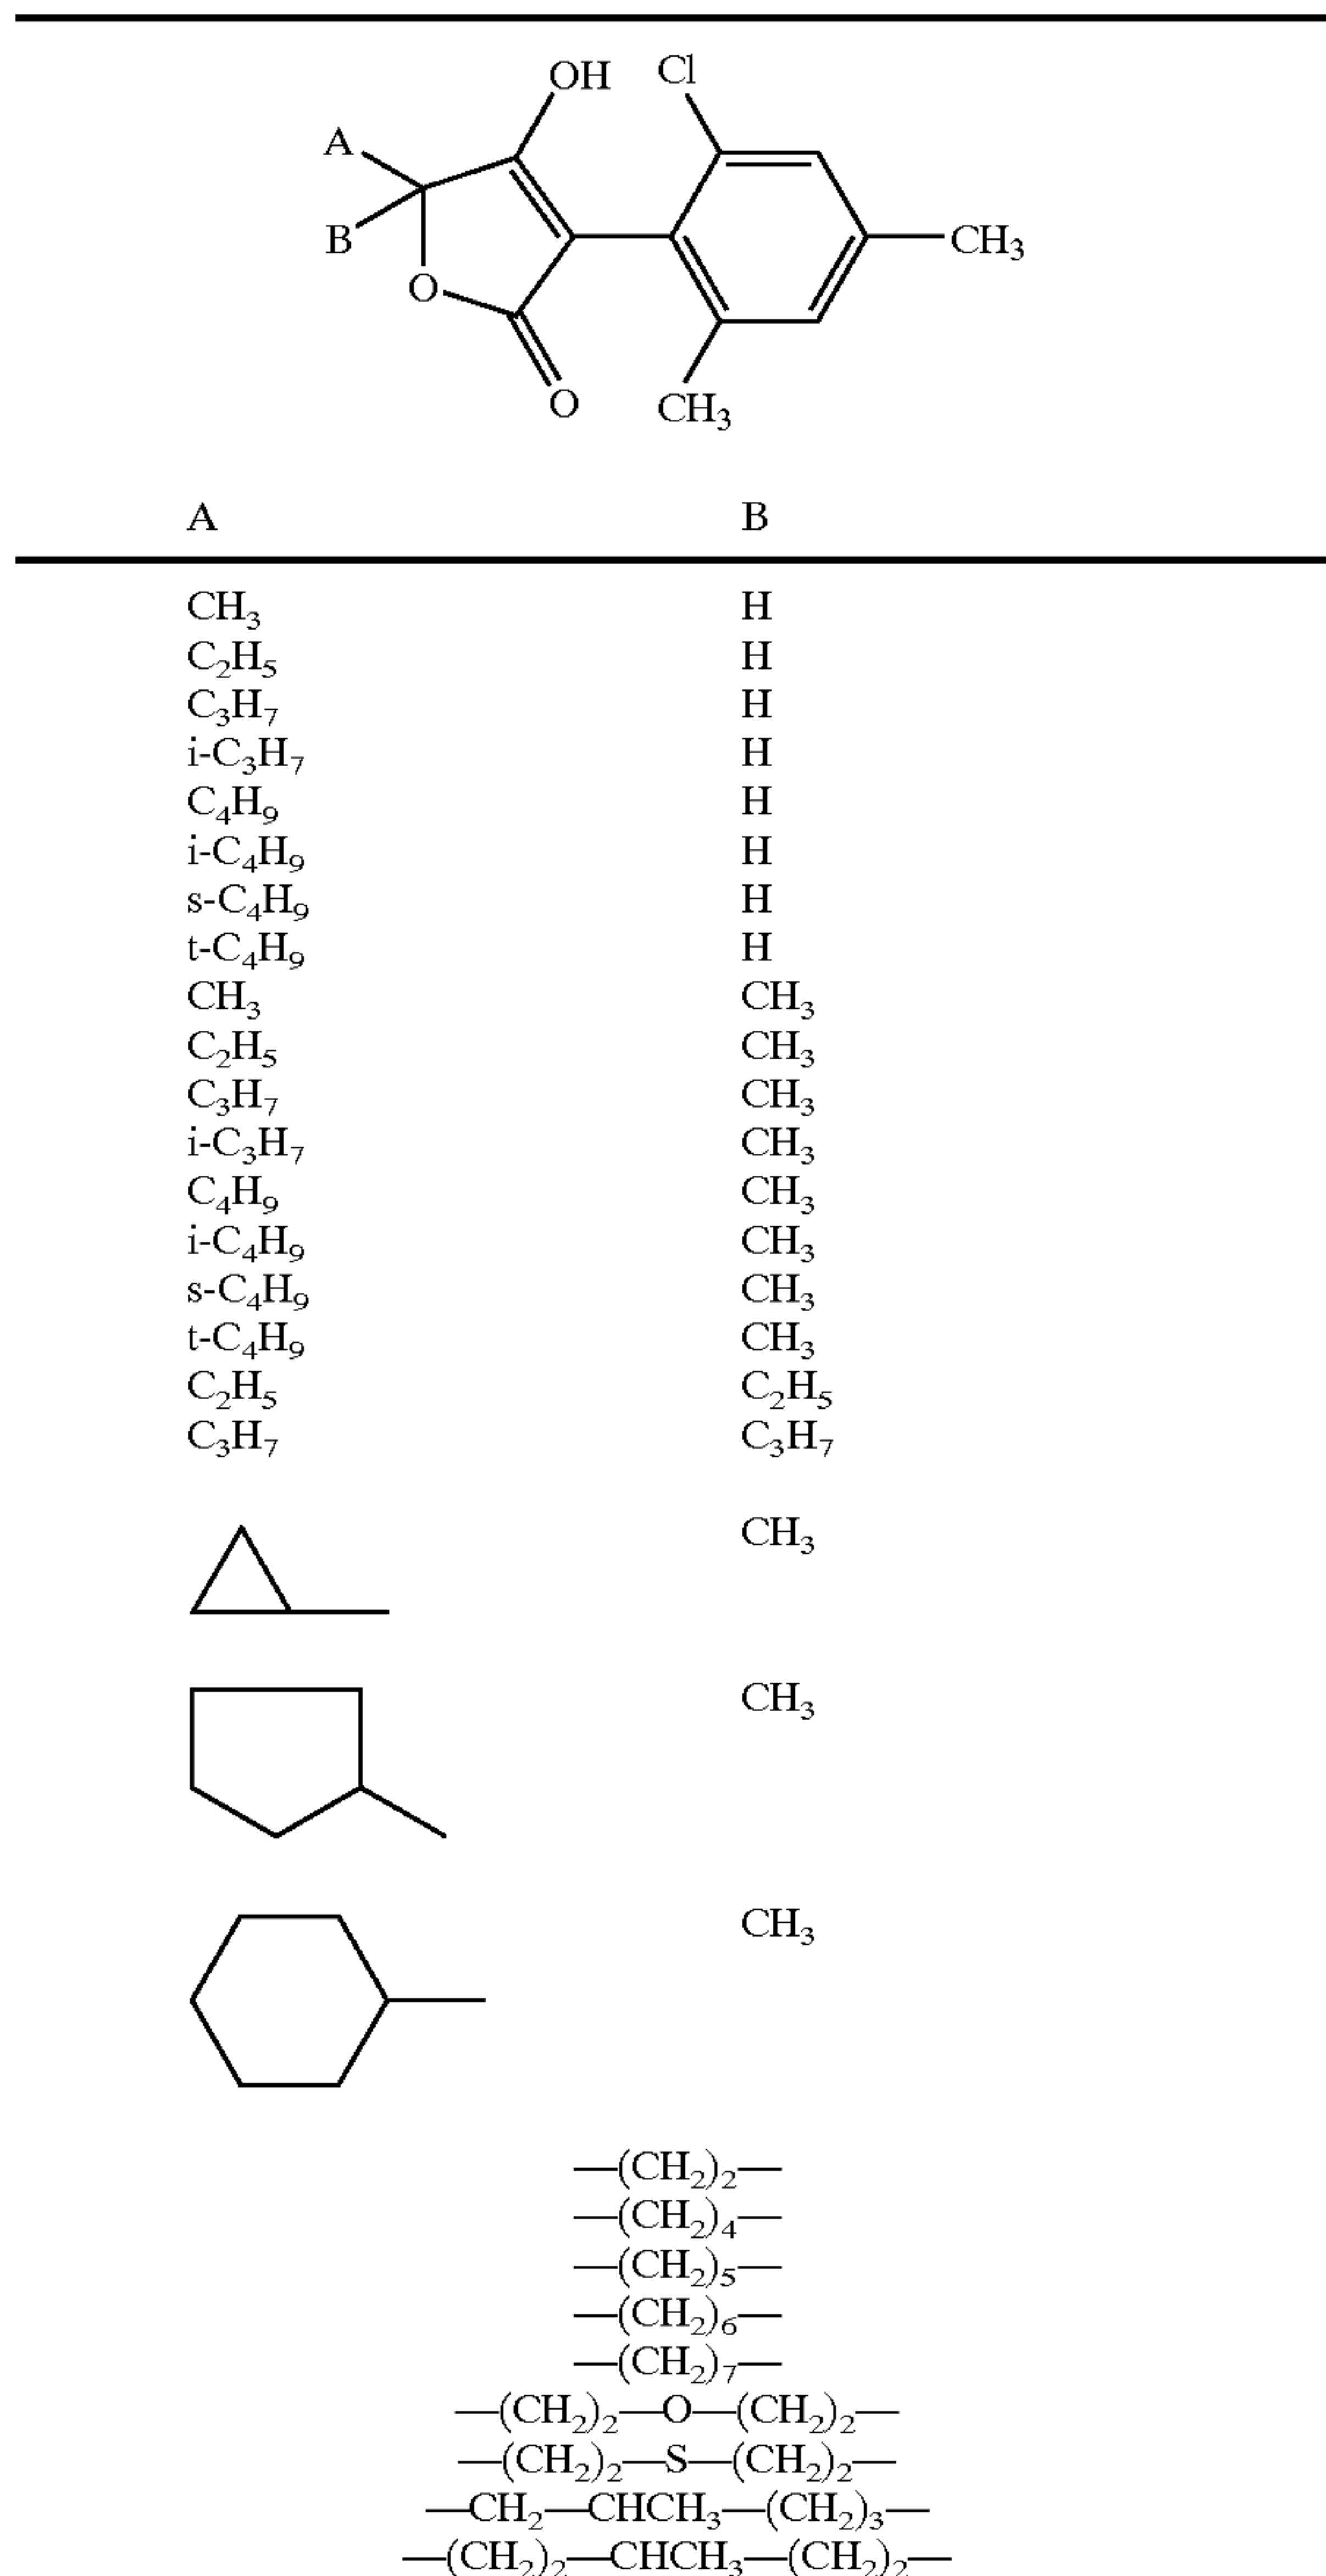 OH Cl
A
B
CH₃
O
O
CH₃
A B
CH₃ H
C₂H₅ H
C₃H₇ H
i-C₃H₇ H
C₄H₉ H
i-C₄H₉ H
s-C₄H₉ H
t-C₄H₉ H
CH₃ CH₃
C₂H₅ CH₃
C₃H₇ CH₃
i-C₃H₇ CH₃
C₄H₉ CH₃
i-C₄H₉ CH₃
s-C₄H₉ CH₃
t-C₄H₉ CH₃
C₂H₅ C₂H₅
C₃H₇ C₃H₇
CH₃
CH₃
CH₃
—(CH₂)₂—
—(CH₂)₄—
—(CH₂)₅—
—(CH₂)₆—
—(CH₂)₇—
—(CH₂)₂—O—(CH₂)₂—
—(CH₂)₂—S—(CH₂)₂—
—CH₂—CHCH₃—(CH₂)₃—
—(CH₂)₂—CHCH₃—(CH₂)₂—